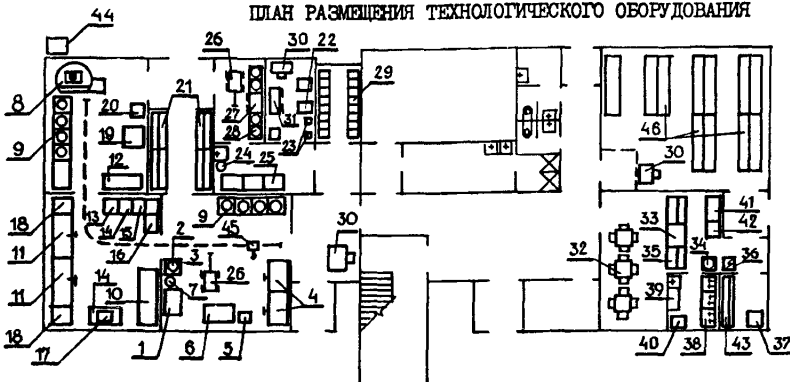 ПЛАН РАЗМЕЩЕНИЯ ТЕХНОЛОГИЧЕСКОГО ОБОРУДОВАНИЯ
44
26 30 22
8 20 21 29
27 31
19 28 23 46
9 24 30
12 25
18 13 14 15 16 9 41
2 45 30 33 42
11 3 32 34 36
26 35
11 14 10 7 4 39
18 17 1 6 5 40 38 43 37